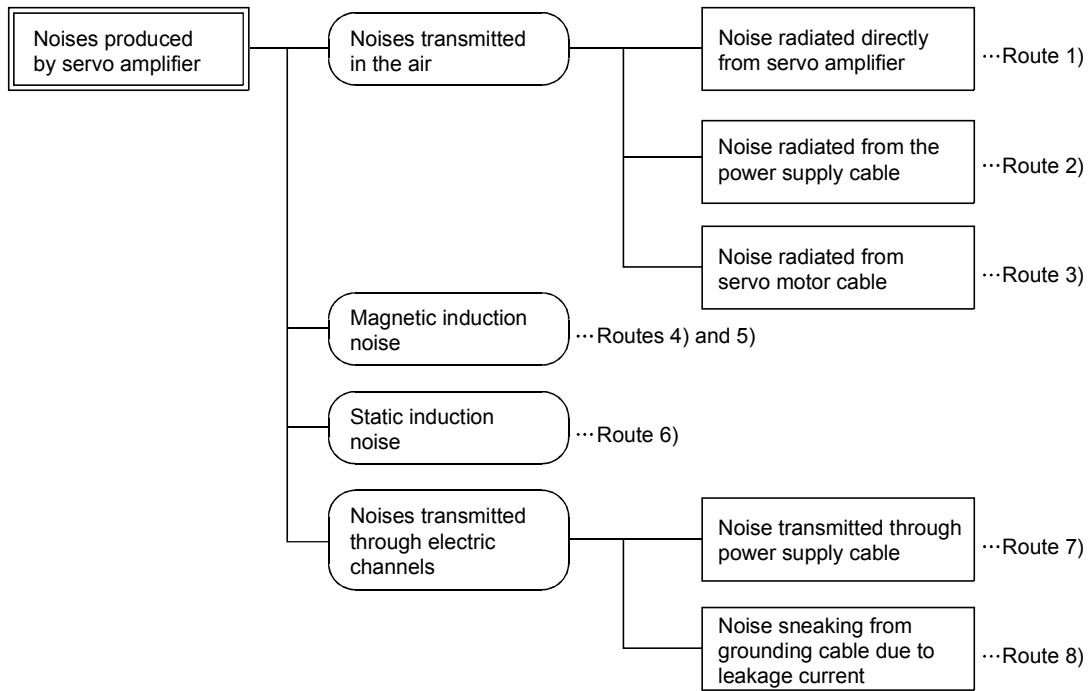 Noises produced
by servo amplifier
Noises transmitted
in the air
Noise radiated directly
from servo amplifier
…Route 1)
Noise radiated from the
power supply cable
…Route 2)
Noise radiated from
servo motor cable
…Route 3)
Magnetic induction
noise
…Routes 4) and 5)
Static induction
noise
…Route 6)
Noises transmitted
through electric
channels
Noise transmitted through
power supply cable
…Route 7)
Noise sneaking from
grounding cable due to
leakage current
…Route 8)